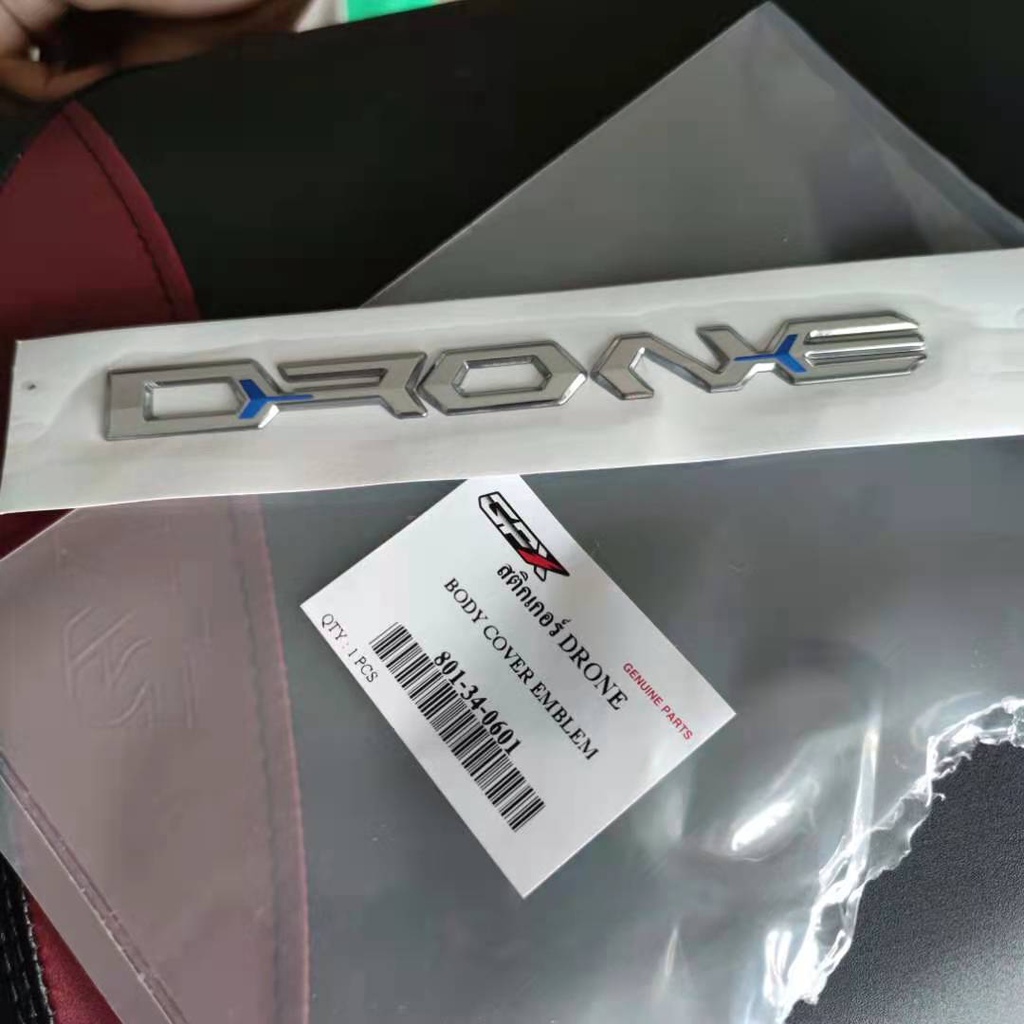 DRONE
GPX
สติกเกอร์ DRONE
BODY COVER EMBLEM
GENUINE PARTS
801-34-0601
QTY : 1 PCS